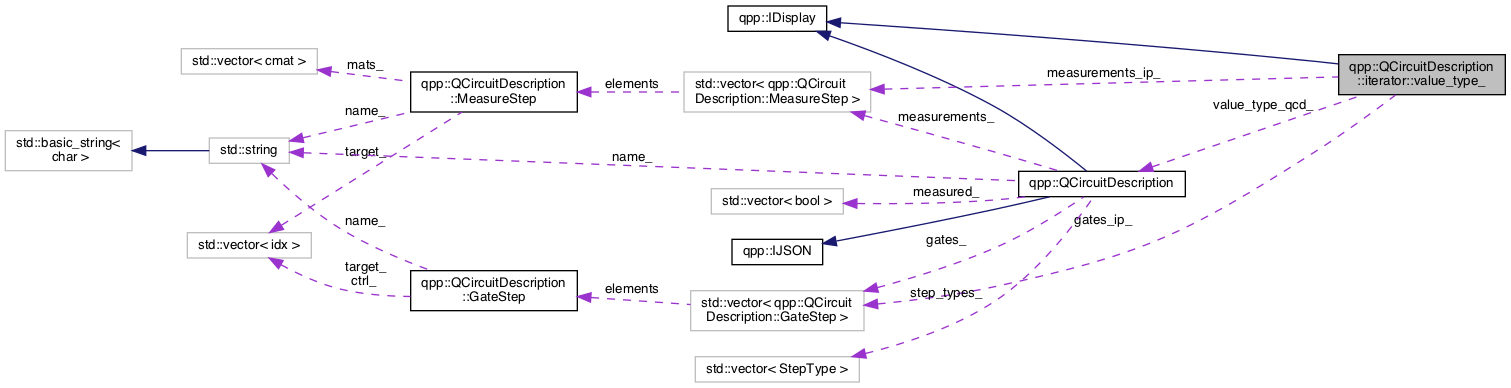 qpp::IDisplay
std::vector< cmat >
mats_
qpp::QCircuitDescription
::MeasureStep
elements
std::vector< qpp::QCircuit
Description::MeasureStep >
measurements_ip_
qpp::QCircuitDescription
::iterator::value_type_
value_type_qcd_
measurements_
name_
std::basic_string<
char >
std::string
target_
name_
qpp::QCircuitDescription
std::vector< bool >
measured_
name_
gates_ip_
std::vector< idx >
qpp::IJSON
gates_
target_
ctrl_
qpp::QCircuitDescription
::GateStep
elements
std::vector< qpp::QCircuit
Description::GateStep >
step_types_
std::vector< StepType >